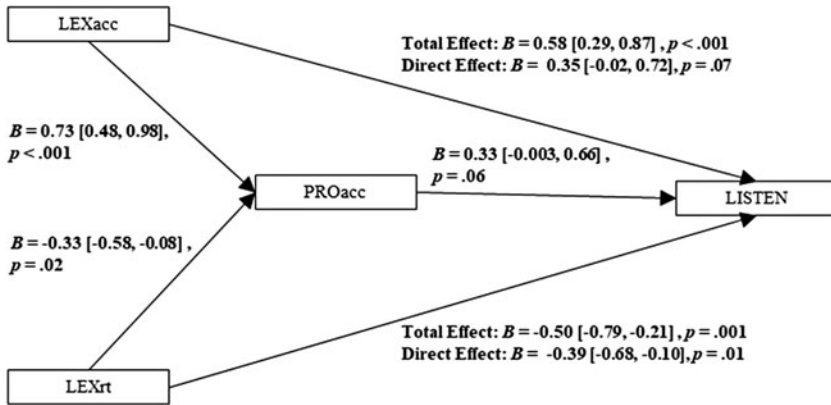 LEXacc
Total Effect: B = 0.58 [0.29, 0.87] , p < .001
Direct Effect: B = 0.35 [-0.02, 0.72], p = .07
B = 0.73 [0.48, 0.98],
p < .001
B = 0.33 [-0.003, 0.66] ,
p = .06
PROacc
LISTEN
B = -0.33 [-0.58, -0.08] ,
p = .02
Total Effect: B = -0.50 [-0.79, -0.21] , p = .001
Direct Effect: B = -0.39 [-0.68, -0.10], p = .01
LEXrt